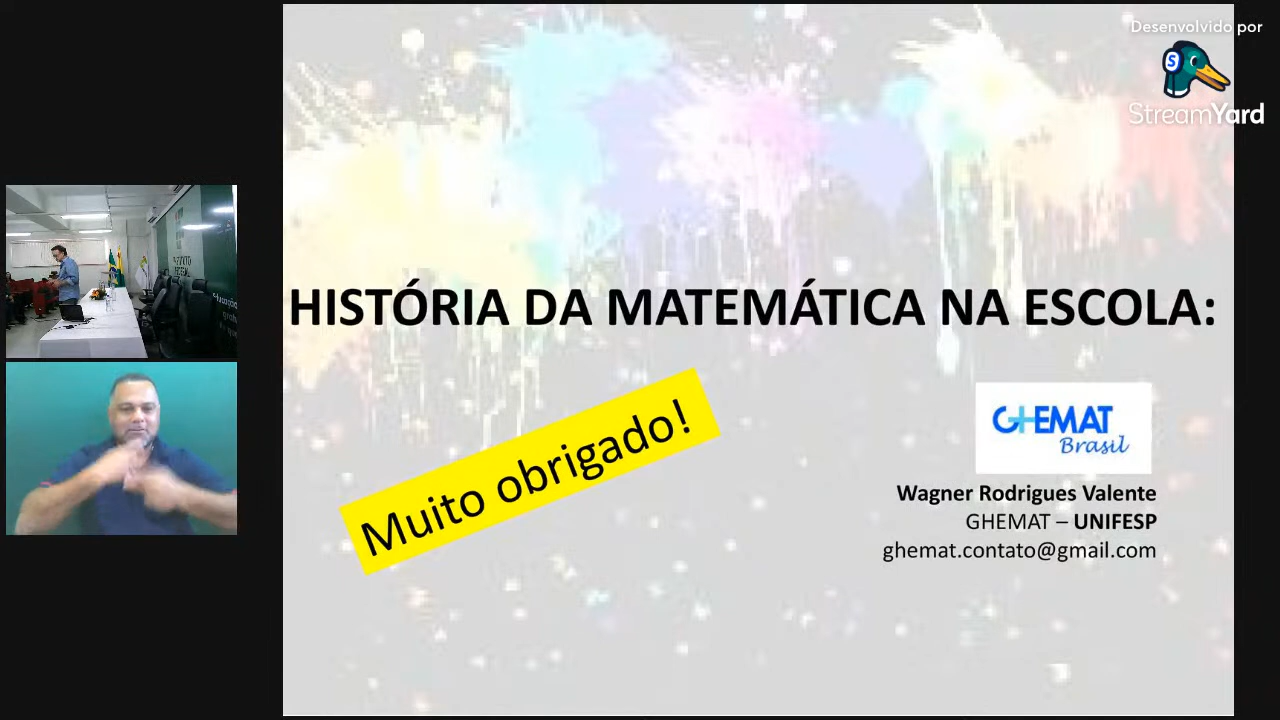 Desenvolvido por
S
StreamYard
HISTÓRIA DA MATEMÁTICA NA ESCOLA:
Muito obrigado!
GHEMAT
Brasil
Wagner Rodrigues Valente
GHEMAT – UNIFESP
ghemat.contato@gmail.com